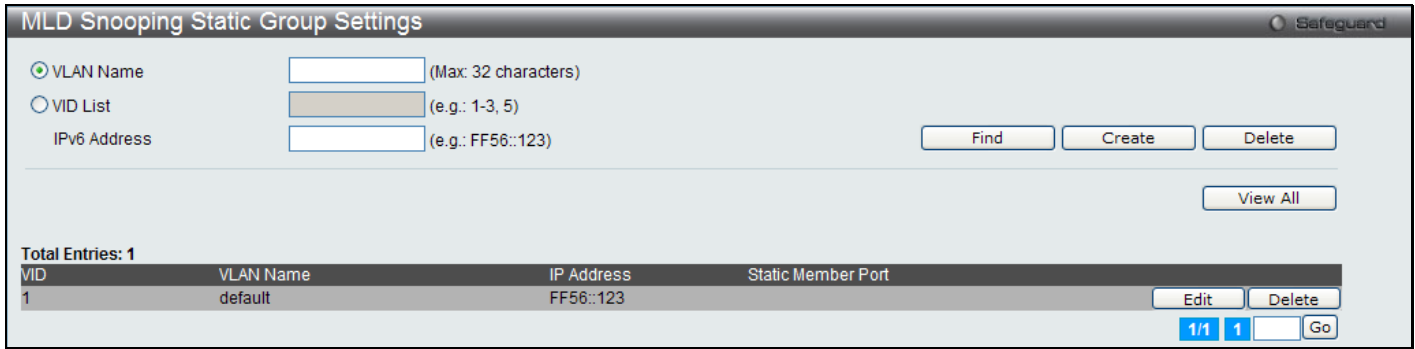 MLD Snooping Static Group Settings
Safeguard
VLAN Name (Max: 32 characters)
VID List (e.g.: 1-3, 5)
IPv6 Address (e.g.: FF56::123) Find Create Delete
View All
Total Entries: 1
VID VLAN Name IP Address Static Member Port
1 default FF56::123 Edit Delete
1/1 1 Go